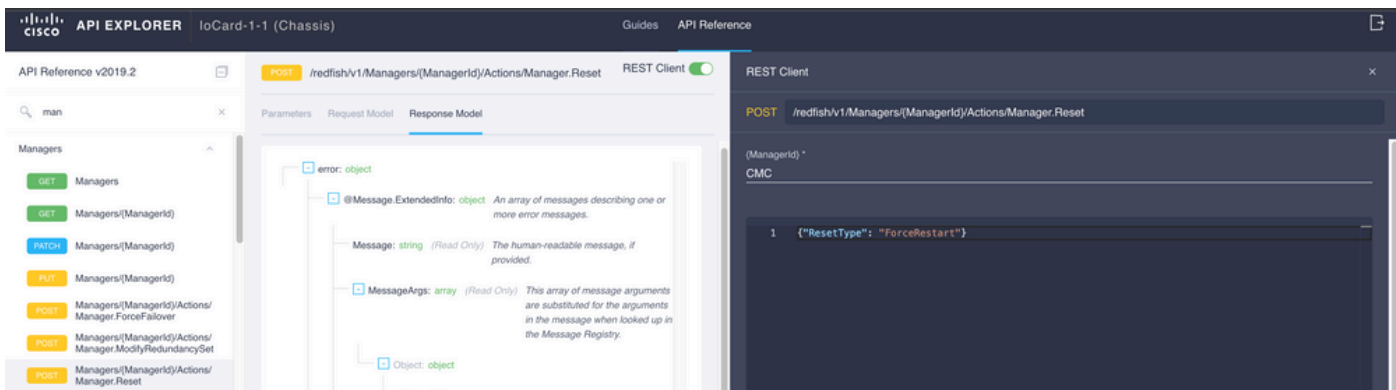 CISCO API EXPLORER IoCard-1-1 (Chassis) Guides API Reference
API Reference v2019.2
man
Managers
GET Managers
GET Managers/{ManagerId}
PATCH Managers/{ManagerId}
PUT Managers/{ManagerId}
POST Managers/{ManagerId}/Actions/
Manager.ForceFailover
POST Managers/{ManagerId}/Actions/
Manager.ModifyRedundancySet
POST Managers/{ManagerId}/Actions/
Manager.Reset
POST /redfish/v1/Managers/{ManagerId}/Actions/Manager.Reset REST Client
Parameters Request Model Response Model
error: object
@Message.ExtendedInfo: object An array of messages describing one or
more error messages.
Message: string (Read Only) The human-readable message, if
provided.
MessageArgs: array (Read Only) This array of message arguments
are substituted for the arguments
in the message when looked up in
the Message Registry.
Object: object
REST Client
POST /redfish/v1/Managers/{ManagerId}/Actions/Manager.Reset
{ManagerId} *
CMC
1 {"ResetType": "ForceRestart"}